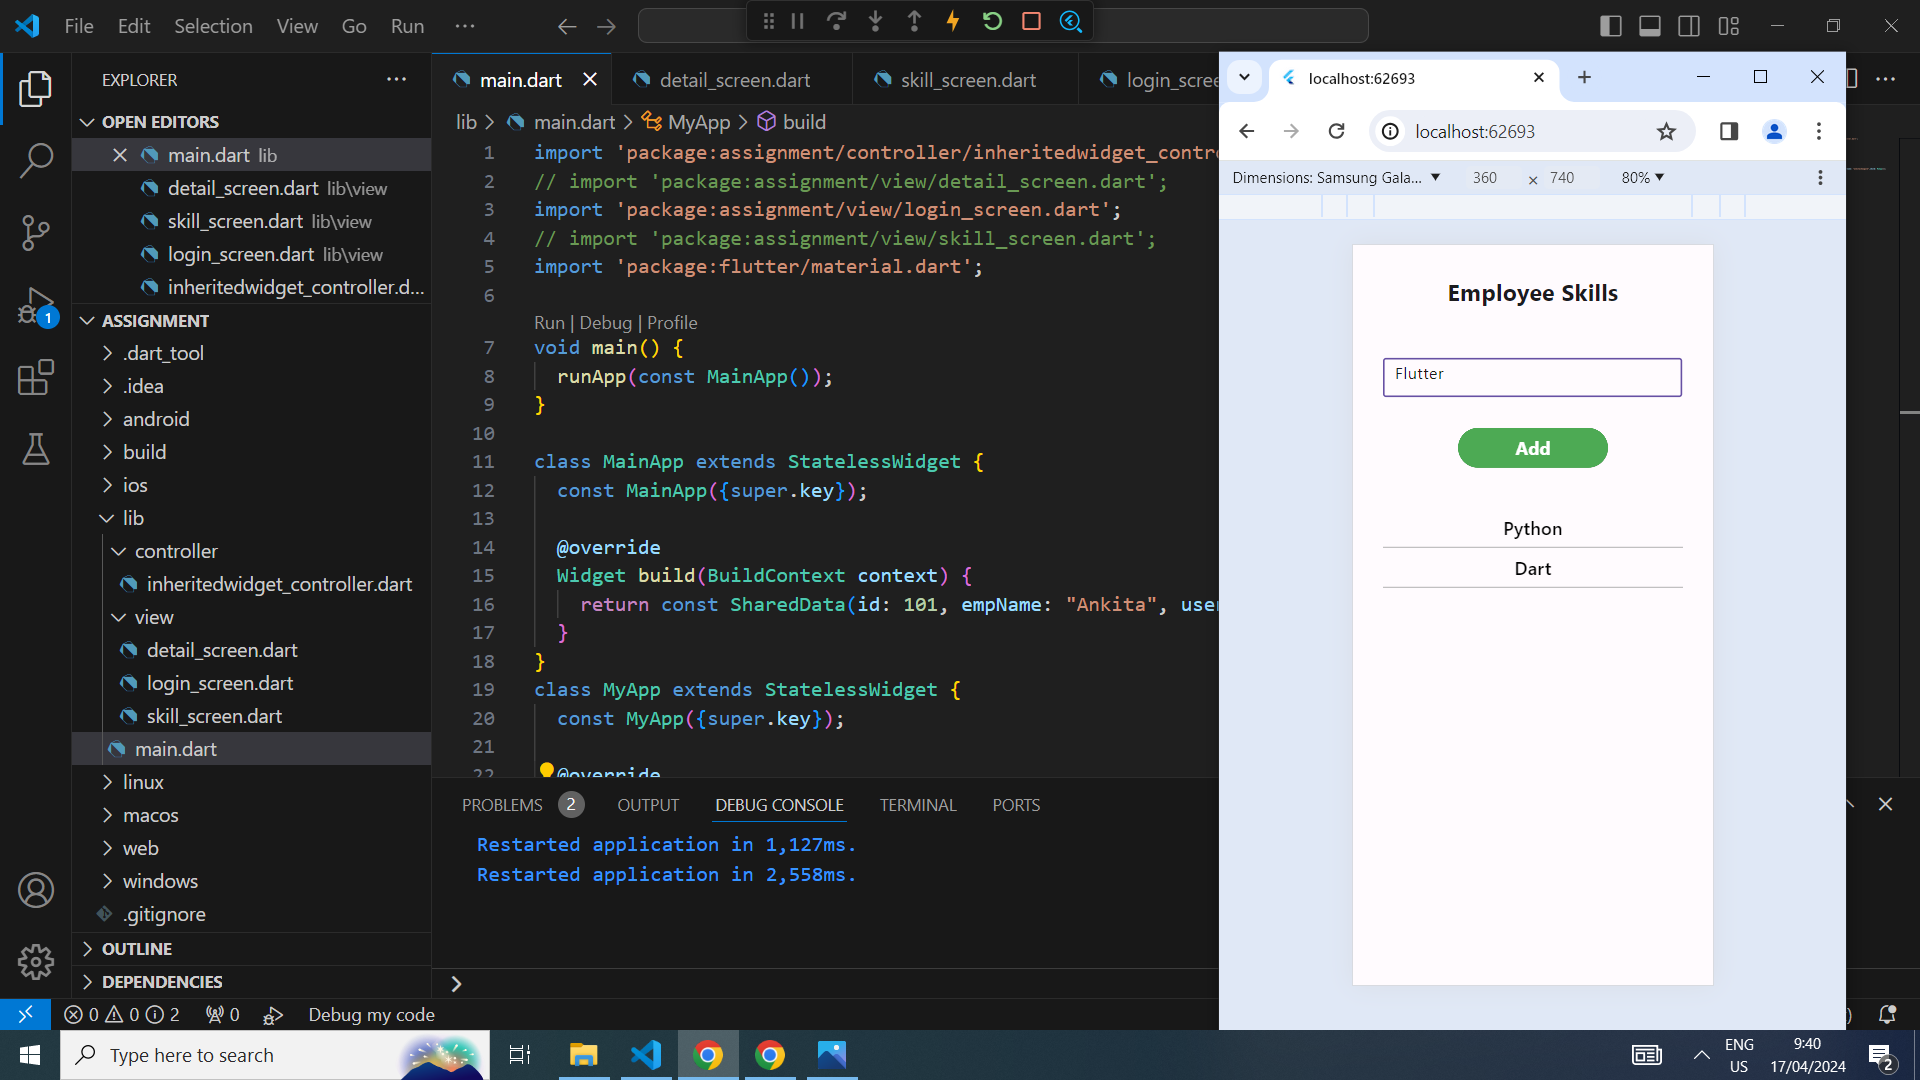 File Edit Selection View Go Run ...
EXPLORER ...
OPEN EDITORS
main.dart lib
detail_screen.dart lib\view
skill_screen.dart lib\view
login_screen.dart lib\view
inheritedwidget_controller.d...
ASSIGNMENT
.dart_tool
.idea
android
build
ios
lib
controller
inheritedwidget_controller.dart
view
detail_screen.dart
login_screen.dart
skill_screen.dart
main.dart
linux
macos
web
windows
.gitignore
OUTLINE
DEPENDENCIES
1
main.dart detail_screen.dart skill_screen.dart login_scree
lib > main.dart > MyApp > build
1 import 'package:assignment/controller/inheritedwidget_contr
2 // import 'package:assignment/view/detail_screen.dart';
3 import 'package:assignment/view/login_screen.dart';
4 // import 'package:assignment/view/skill_screen.dart';
5 import 'package:flutter/material.dart';
6
Run | Debug | Profile
7 void main() {
8 runApp(const MainApp());
9 }
10
11 class MainApp extends StatelessWidget {
12 const MainApp({super.key});
13
14 @override
15 Widget build(BuildContext context) {
16 return const SharedData(id: 101, empName: "Ankita", user
17 }
18 }
19 class MyApp extends StatelessWidget {
20 const MyApp({super.key});
21
22 @override
PROBLEMS 2 OUTPUT DEBUG CONSOLE TERMINAL PORTS
Restarted application in 1,127ms.
Restarted application in 2,558ms.
>
localhost:62693
localhost:62693
Dimensions: Samsung Gala... ▼ 360 × 740 80% ▼
Employee Skills
Flutter
Add
Python
Dart
0 0 2 0 Debug my code )
Type here to search
ENG
US
9:40
17/04/2024
2